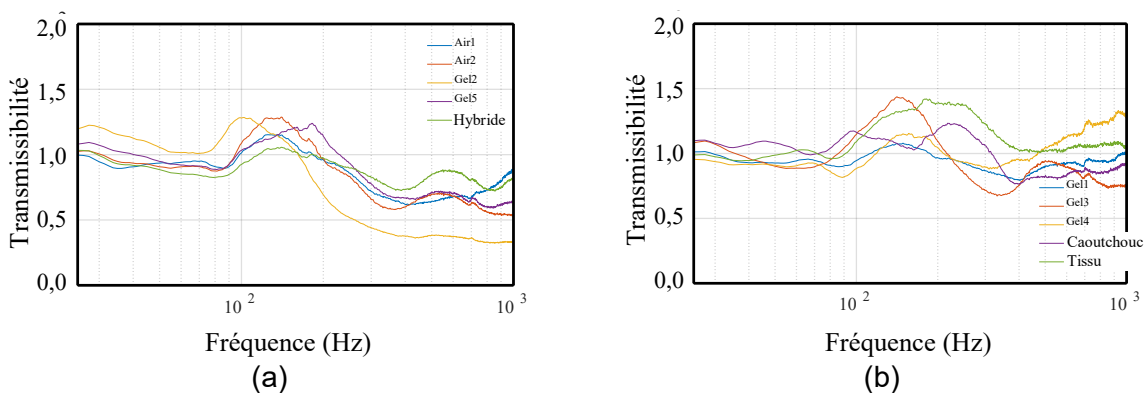 2,0
1,5
1,0
0,5
0,0
Transmissibilité
Air1
Air2
Gel2
Gel5
Hybride
10 2
10 3
Fréquence (Hz)
(a)
2,0
1,5
1,0
0,5
0,0
Transmissibilité
Gel1
Gel3
Gel4
Caoutchouc
Tissu
10 2
10 3
Fréquence (Hz)
(b)